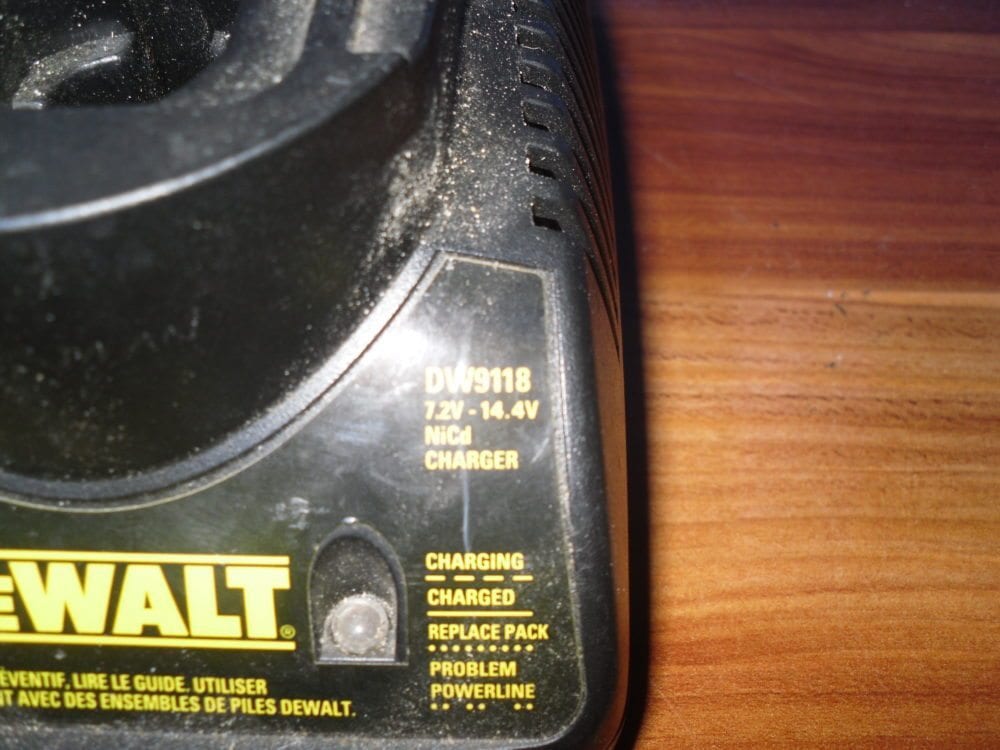 DW9118
7.2V - 14.4V
NiCd
CHARGER
CHARGING
CHARGED
REPLACE PACK
PROBLEM
POWERLINE
EWALT®
ÉVENTIF, LIRE LE GUIDE. UTILISER
IT AVEC DES ENSEMBLES DE PILES DEWALT.